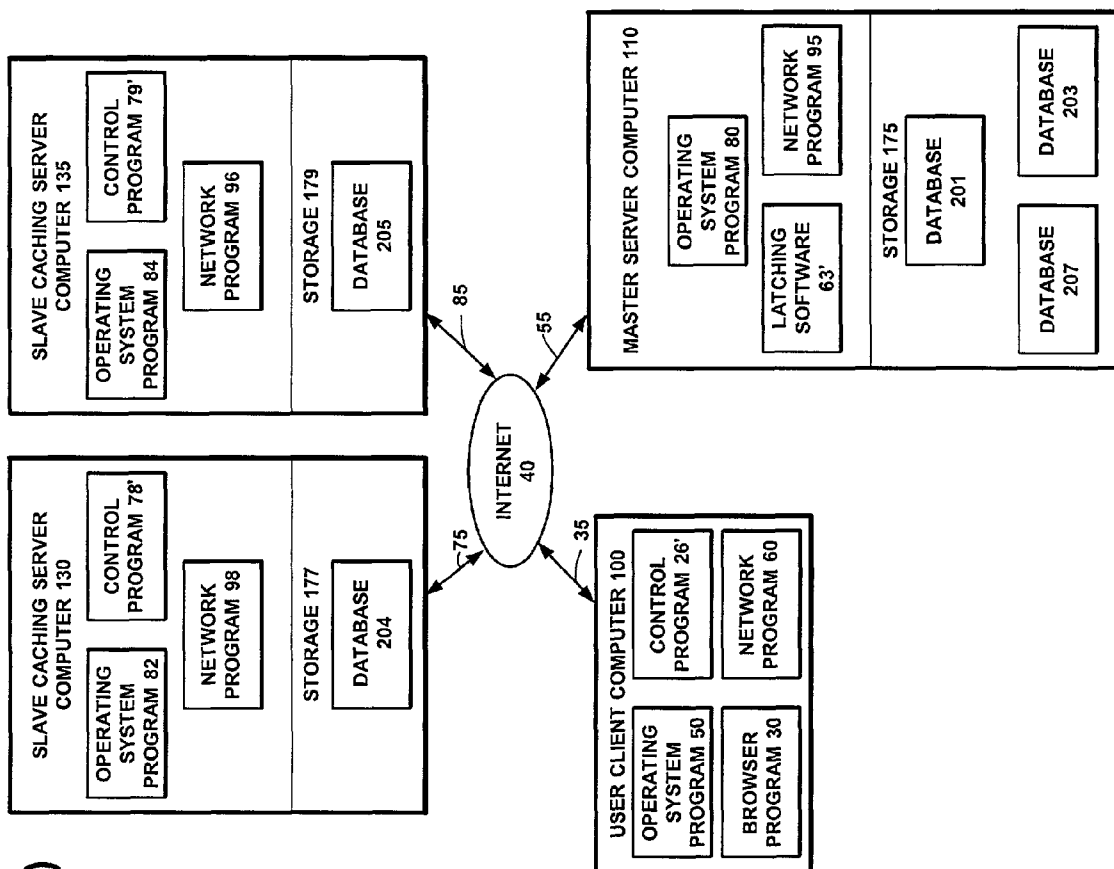 SLAVE CACHING SERVER
COMPUTER 130
OPERATING
SYSTEM
PROGRAM 82
CONTROL
PROGRAM 78'
NETWORK
PROGRAM 98
STORAGE 177
DATABASE
204
SLAVE CACHING SERVER
COMPUTER 135
OPERATING
SYSTEM
PROGRAM 84
CONTROL
PROGRAM 79'
NETWORK
PROGRAM 96
STORAGE 179
DATABASE
205
75
85
INTERNET
40
35
55
USER CLIENT COMPUTER 100
OPERATING
SYSTEM
PROGRAM 50
CONTROL
PROGRAM 26'
BROWSER
PROGRAM 30
NETWORK
PROGRAM 60
MASTER SERVER COMPUTER 110
OPERATING
SYSTEM
PROGRAM 80
LATCHING
SOFTWARE
63'
NETWORK
PROGRAM 95
STORAGE 175
DATABASE
201
DATABASE
207
DATABASE
203